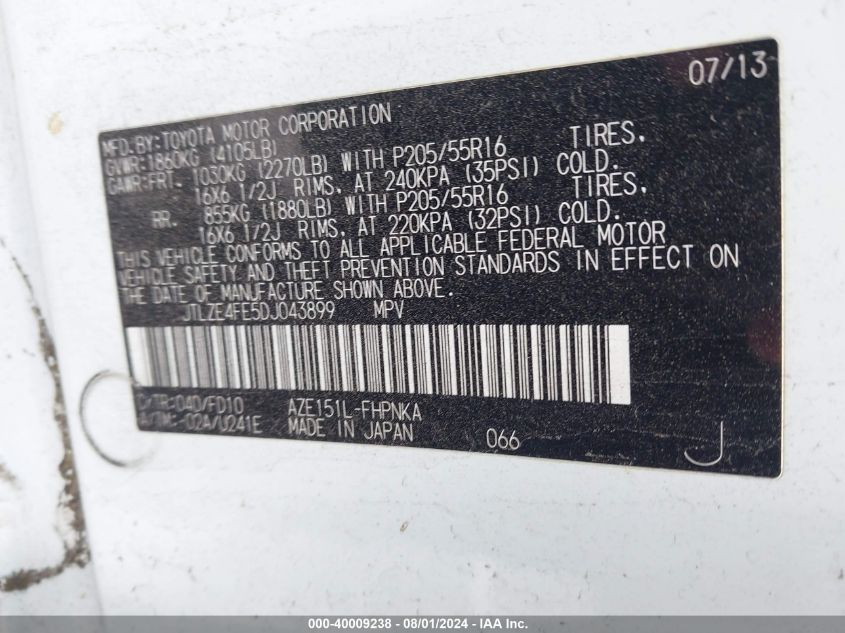 07/13
MFD.BY:TOYOTA MOTOR CORPORATION
GVWR:1860KG (4105LB)
GAWR-FRT. 1030KG (2270LB) WITH P205/55R16 TIRES,
16X6 1/2J RIMS, AT 240KPA (35PSI) COLD.
RR. 855KG (1880LB) WITH P205/55R16 TIRES,
16X6 1/2J RIMS, AT 220KPA (32PSI) COLD.
THIS VEHICLE CONFORMS TO ALL APPLICABLE FEDERAL MOTOR
VEHICLE SAFETY AND THEFT PREVENTION STANDARDS IN EFFECT ON
THE DATE OF MANUFACTURE SHOWN ABOVE.
JTLZE4FE5DJ043899 MPV
C/TR:040/FD10 AZE151L-FHPNKA
A/TM:-02A/U241E MADE IN JAPAN 066 J
000-40009238 - 08/01/2024 - IAA Inc.